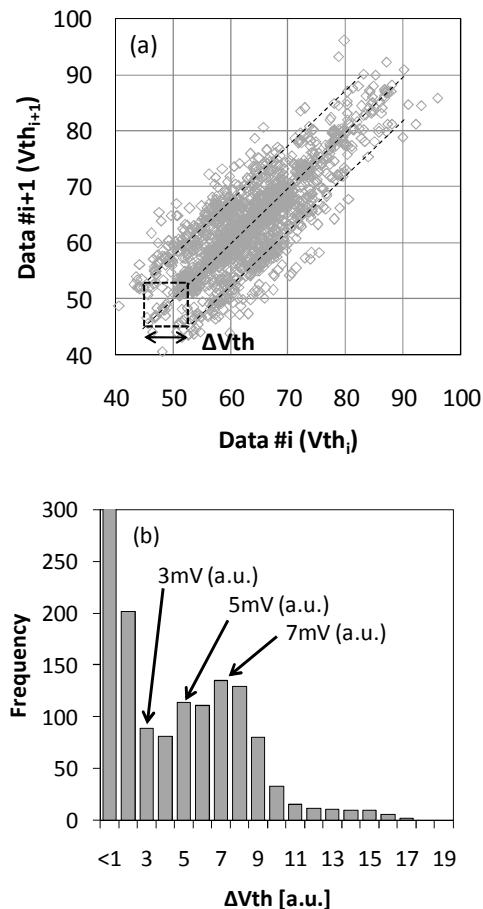 100
(a)
90
80
70
60
50
40
Data #i+1 (Vth_{i+1})
ΔVth
40 50 60 70 80 90 100
Data #i (Vth_i)
300
(b)
3mV (a.u.)
250
5mV (a.u.)
200
7mV (a.u.)
150
100
50
0
Frequency
<1 3 5 7 9 11 13 15 17 19
ΔVth [a.u.]